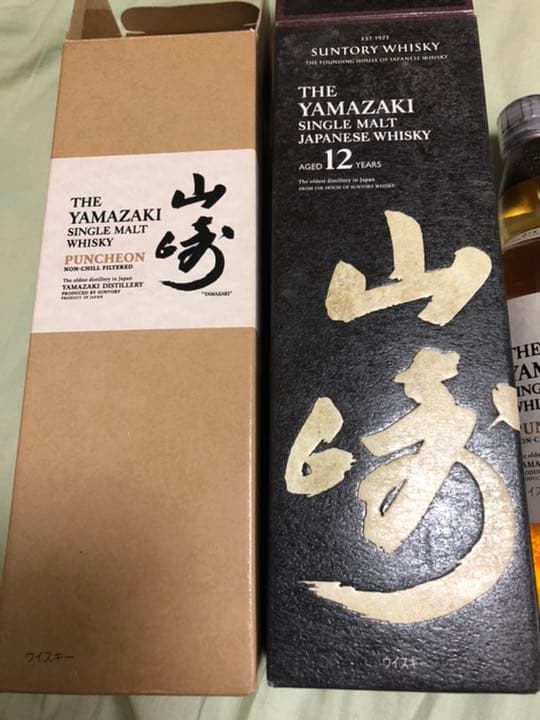 THE
YAMAZAKI
SINGLE MALT
WHISKY
PUNCHEON
NON-CHILL FILTERED
The oldest distillery in Japan
YAMAZAKI DISTILLERY
PRODUCED BY SUNTORY
PRODUCT OF JAPAN
山崎
"YAMAZAKI"
ウイスキー
EST 1923
SUNTORY WHISKY
THE FOUNDING HOUSE OF JAPANESE WHISKY
THE
YAMAZAKI
SINGLE MALT
JAPANESE WHISKY
AGED 12 YEARS
The oldest distillery in Japan
FROM THE HOUSE OF SUNTORY WHISKY
山崎
ウイスキー
THE